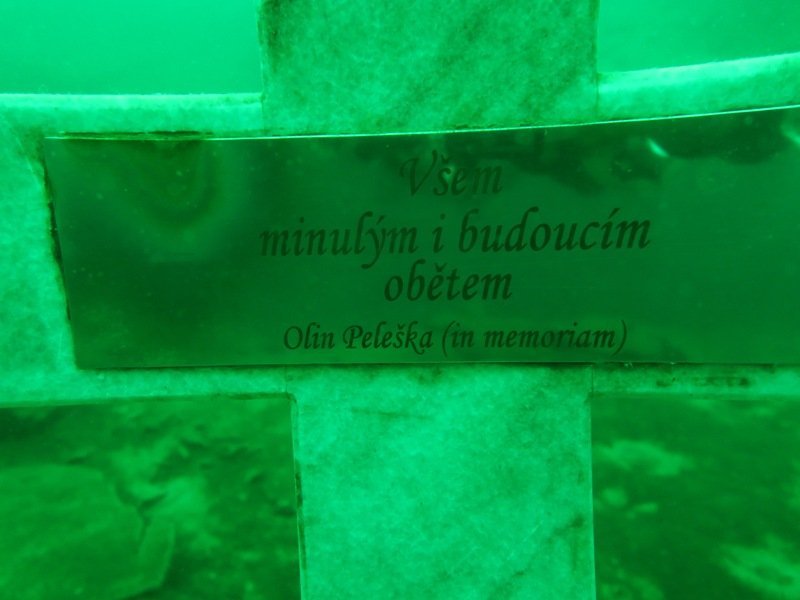 Všem
minulým i budoucím
obětem
Olin Peleška (in memoriam)